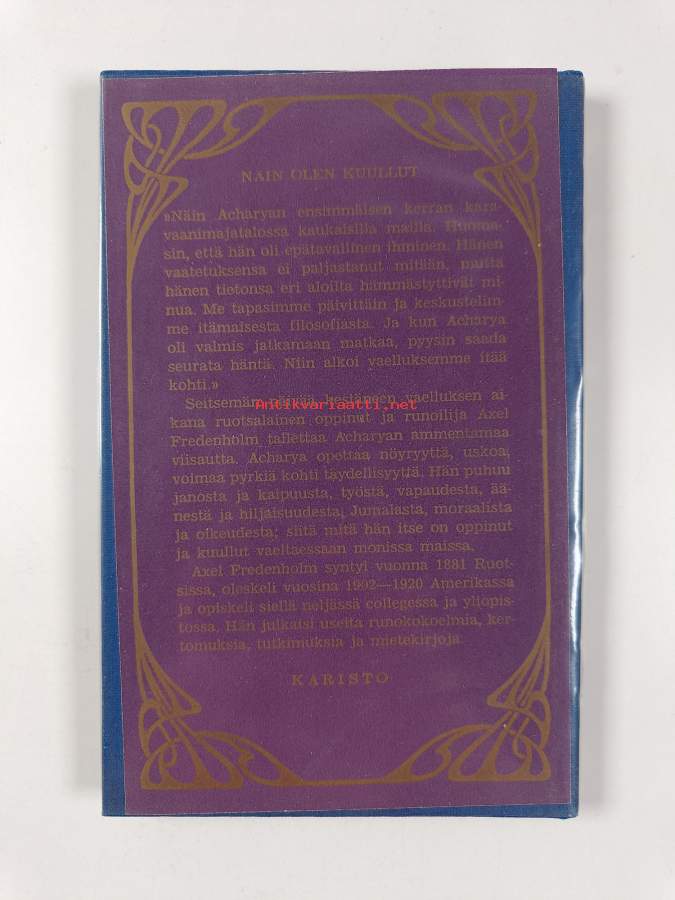 NÄIN OLEN KUULLUT
»Näin Acharyan ensimmäisen kerran kara-
vaanimajatalossa kaukaisilla mailla. Huoma-
sin, että hän oli epätavallinen ihminen. Hänen
vaatetuksensa ei paljastanut mitään, mutta
hänen tietonsa eri aloilta hämmästyttivät mi-
nua. Me tapasimme päivittäin ja keskustelim-
me itämaisesta filosofiasta. Ja kun Acharya
oli valmis jatkamaan matkaa, pyysin saada
seurata häntä. Niin alkoi vaelluksemme itää
kohti.»
Seitsemän päivää kestäneen vaelluksen ai-
Antikvariaatti.net
kana ruotsalainen oppinut ja runoilija Axel
Fredenholm tallettaa Acharyan ammentamaa
viisautta. Acharya opettaa nöyryyttä, uskoa,
voimaa pyrkiä kohti täydellisyyttä. Hän puhuu
janosta ja kaipuusta, työstä, vapaudesta, ää-
nestä ja hiljaisuudesta, Jumalasta, moraalista
ja oikeudesta; siitä mitä hän itse on oppinut
ja kuullut vaeltaessaan monissa maissa.
Axel Fredenholm syntyi vuonna 1881 Ruot-
sissa, oleskeli vuosina 1902—1920 Amerikassa
ja opiskeli siellä neljässä collegessa ja yliopis-
tossa. Hän julkaisi useita runokokoelmia, ker-
tomuksia, tutkimuksia ja mietekirjoja.
KARISTO